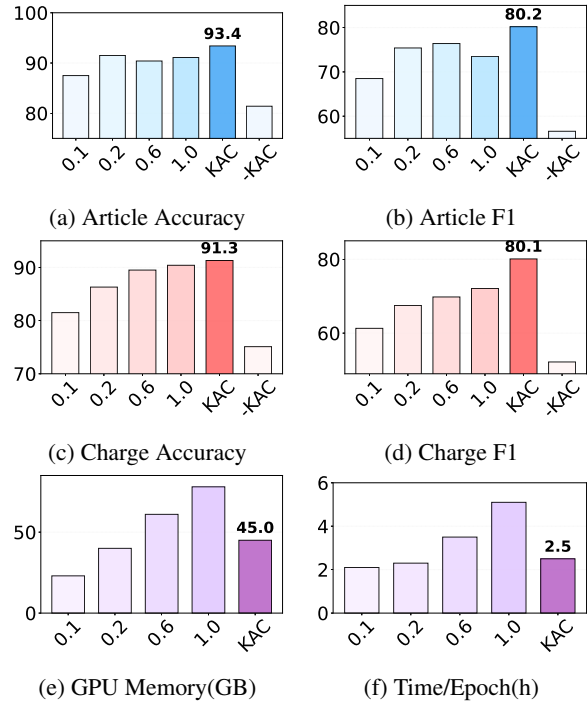 100
90
80
93.4
0.1 0.2 0.6 1.0 KAC -KAC
(a) Article Accuracy
80
70
60
80.2
0.1 0.2 0.6 1.0 KAC -KAC
(b) Article F1
90
80
70
91.3
0.1 0.2 0.6 1.0 KAC -KAC
(c) Charge Accuracy
80
60
80.1
0.1 0.2 0.6 1.0 KAC -KAC
(d) Charge F1
50
0
45.0
0.1 0.2 0.6 1.0 KAC
(e) GPU Memory(GB)
6
4
2
0
2.5
0.1 0.2 0.6 1.0 KAC
(f) Time/Epoch(h)